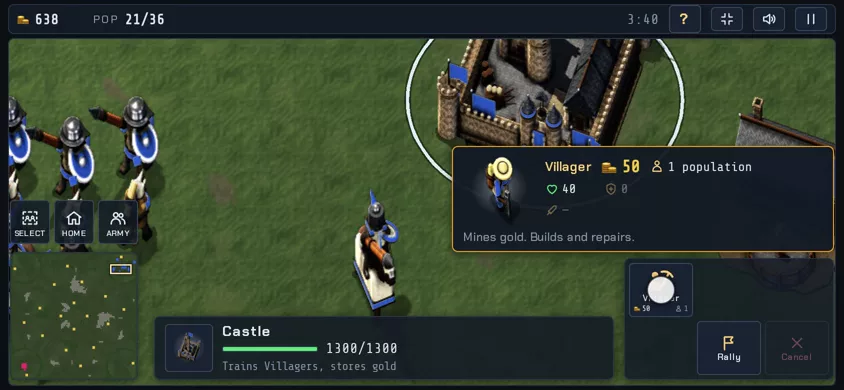 638
POP 21/36
3:40
?
Villager 50 1 population
40 0
–
Mines gold. Builds and repairs.
SELECT HOME ARMY
Castle
1300/1300
Trains Villagers, stores gold
50 1
Rally
Cancel